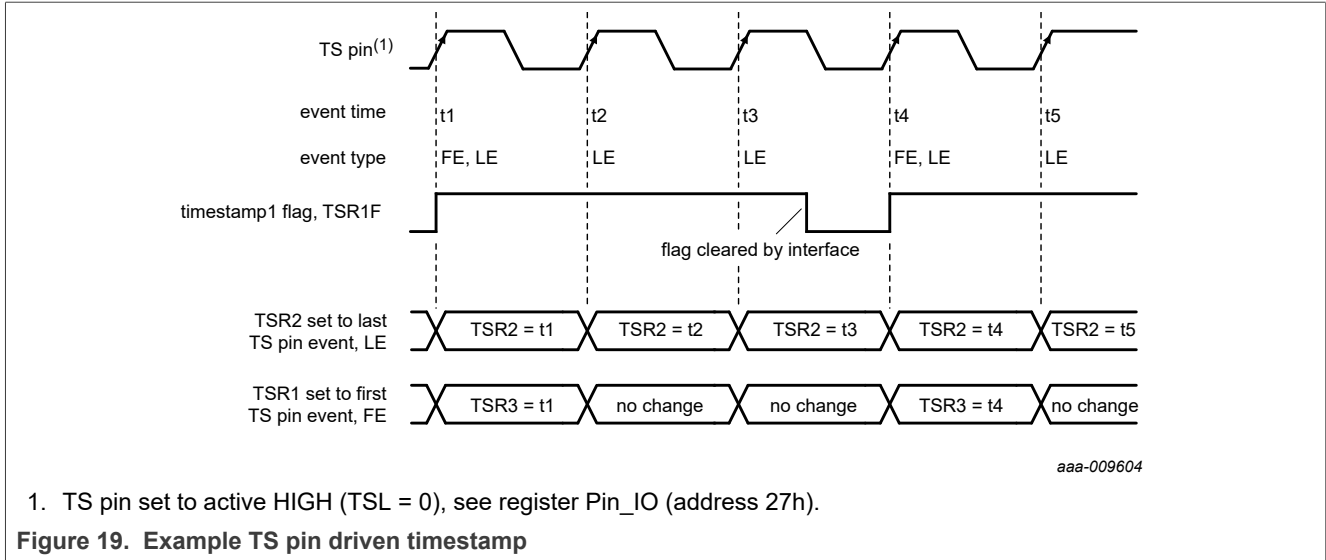 TS pin(1)
event time t1 t2 t3 t4 t5
event type FE, LE LE LE FE, LE LE
timestamp1 flag, TSR1F
flag cleared by interface
TSR2 set to last
TS pin event, LE
TSR2 = t1 TSR2 = t2 TSR2 = t3 TSR2 = t4 TSR2 = t5
TSR1 set to first
TS pin event, FE
TSR3 = t1 no change no change TSR3 = t4 no change
aaa-009604
1. TS pin set to active HIGH (TSL = 0), see register Pin_IO (address 27h).
Figure 19. Example TS pin driven timestamp